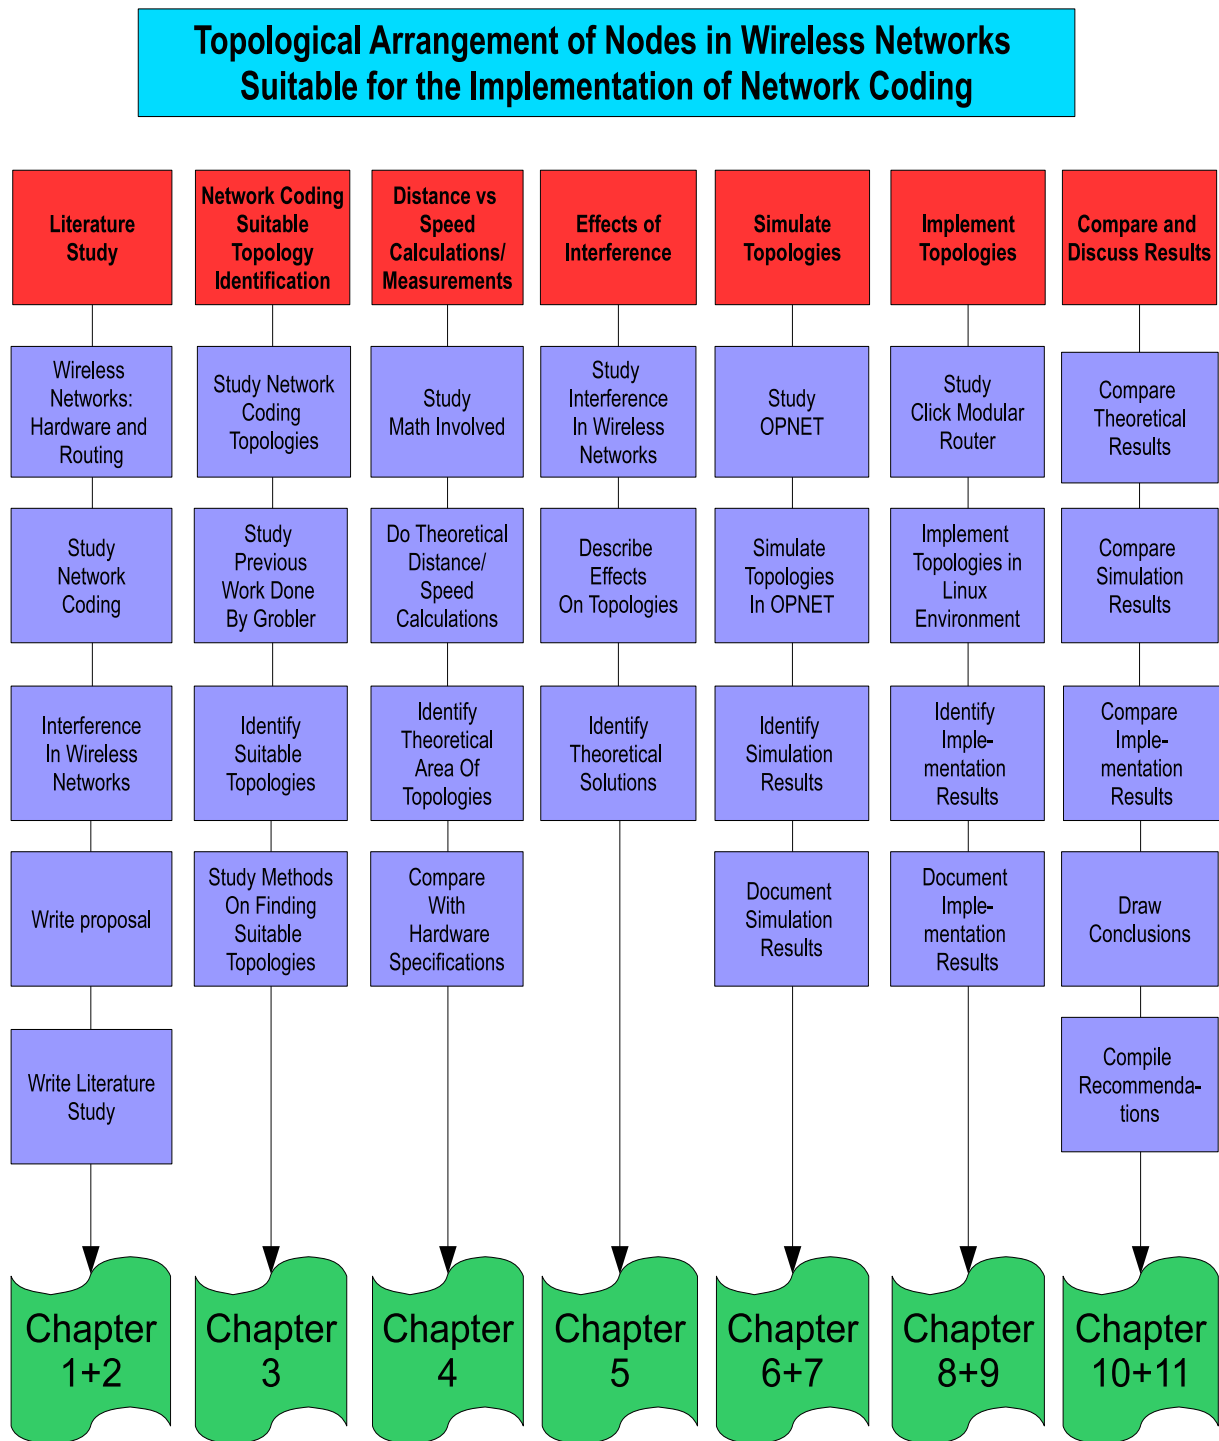 Topological Arrangement of Nodes in Wireless Networks
Suitable for the Implementation of Network Coding
Literature
Study
Wireless
Networks:
Hardware and
Routing
Study
Network
Coding
Interference
In Wireless
Networks
Write proposal
Write Literature
Study
Chapter
1+2
Network Coding
Suitable
Topology
Identification
Study Network
Coding
Topologies
Study
Previous
Work Done
By Grobler
Identify
Suitable
Topologies
Study Methods
On Finding
Suitable
Topologies
Chapter
3
Distance vs
Speed
Calculations/
Measurements
Study
Math Involved
Do Theoretical
Distance/
Speed
Calculations
Identify
Theoretical
Area Of
Topologies
Compare
With
Hardware
Specifications
Chapter
4
Effects of
Interference
Study
Interference
In Wireless
Networks
Describe
Effects
On Topologies
Identify
Theoretical
Solutions
Chapter
5
Simulate
Topologies
Study
OPNET
Simulate
Topologies
In OPNET
Identify
Simulation
Results
Document
Simulation
Results
Chapter
6+7
Implement
Topologies
Study
Click Modular
Router
Implement
Topologies in
Linux
Environment
Identify
Imple-
mentation
Results
Document
Imple-
mentation
Results
Chapter
8+9
Compare and
Discuss Results
Compare
Theoretical
Results
Compare
Simulation
Results
Compare
Imple-
mentation
Results
Draw
Conclusions
Compile
Recommenda-
tions
Chapter
10+11